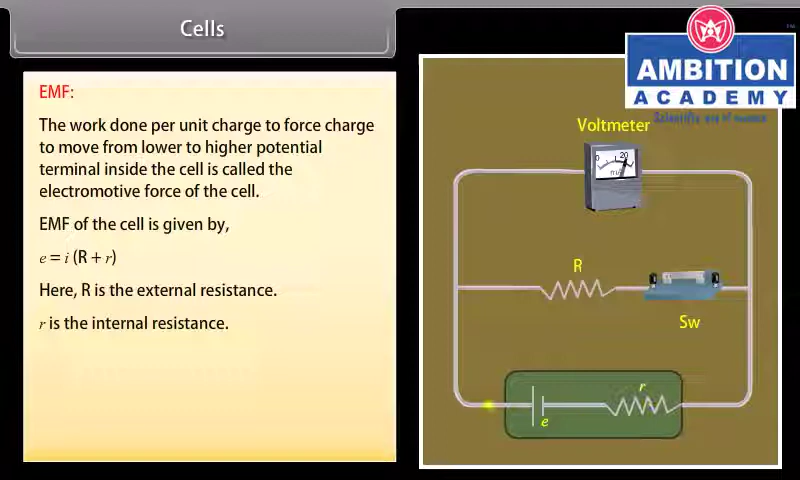 Cells
EMF:
The work done per unit charge to force charge
to move from lower to higher potential
terminal inside the cell is called the
electromotive force of the cell.
EMF of the cell is given by,
e = i (R + r)
Here, R is the external resistance.
r is the internal resistance.
AMBITION
ACADEMY
Voltmeter
0 20
R
Sw
r
e